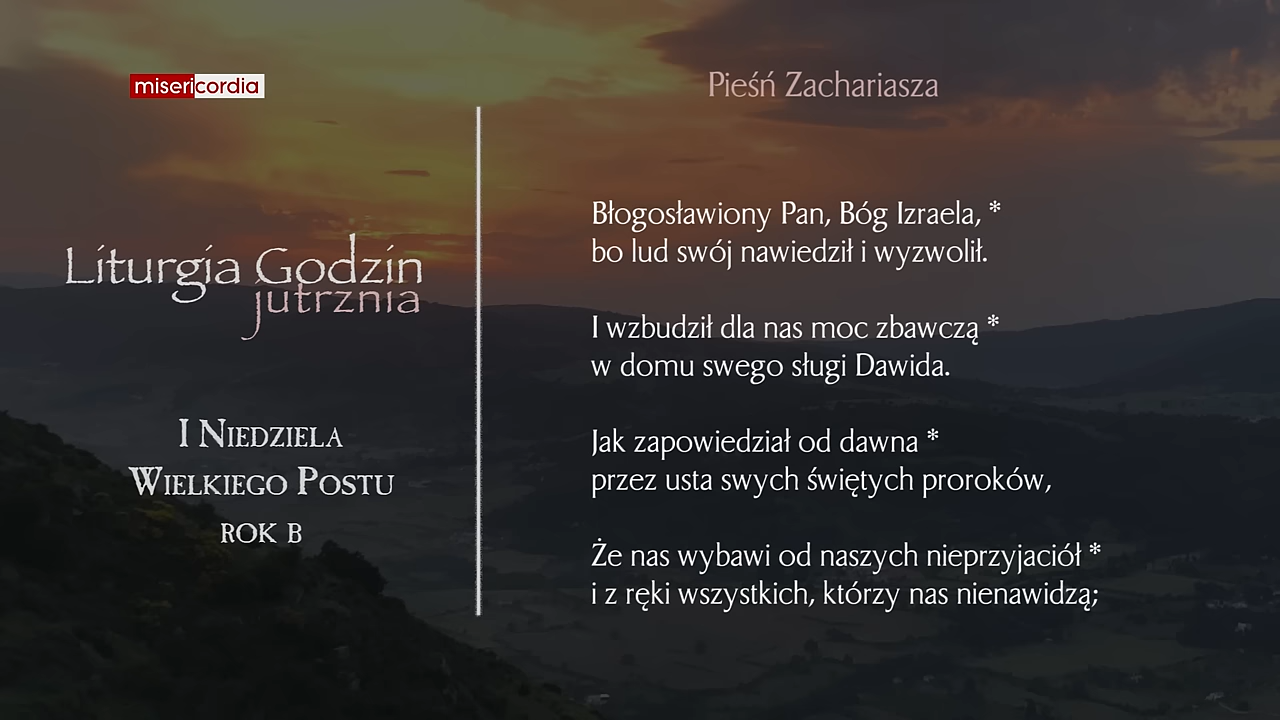 misericordia
Liturgia Godzin
jutrznia
I Niedziela
Wielkiego Postu
rok B
Pieśń Zachariasza
Błogosławiony Pan, Bóg Izraela, *
bo lud swój nawiedził i wyzwolił.
I wzbudził dla nas moc zbawczą *
w domu swego sługi Dawida.
Jak zapowiedział od dawna *
przez usta swych świętych proroków,
Że nas wybawi od naszych nieprzyjaciół *
i z ręki wszystkich, którzy nas nienawidzą;